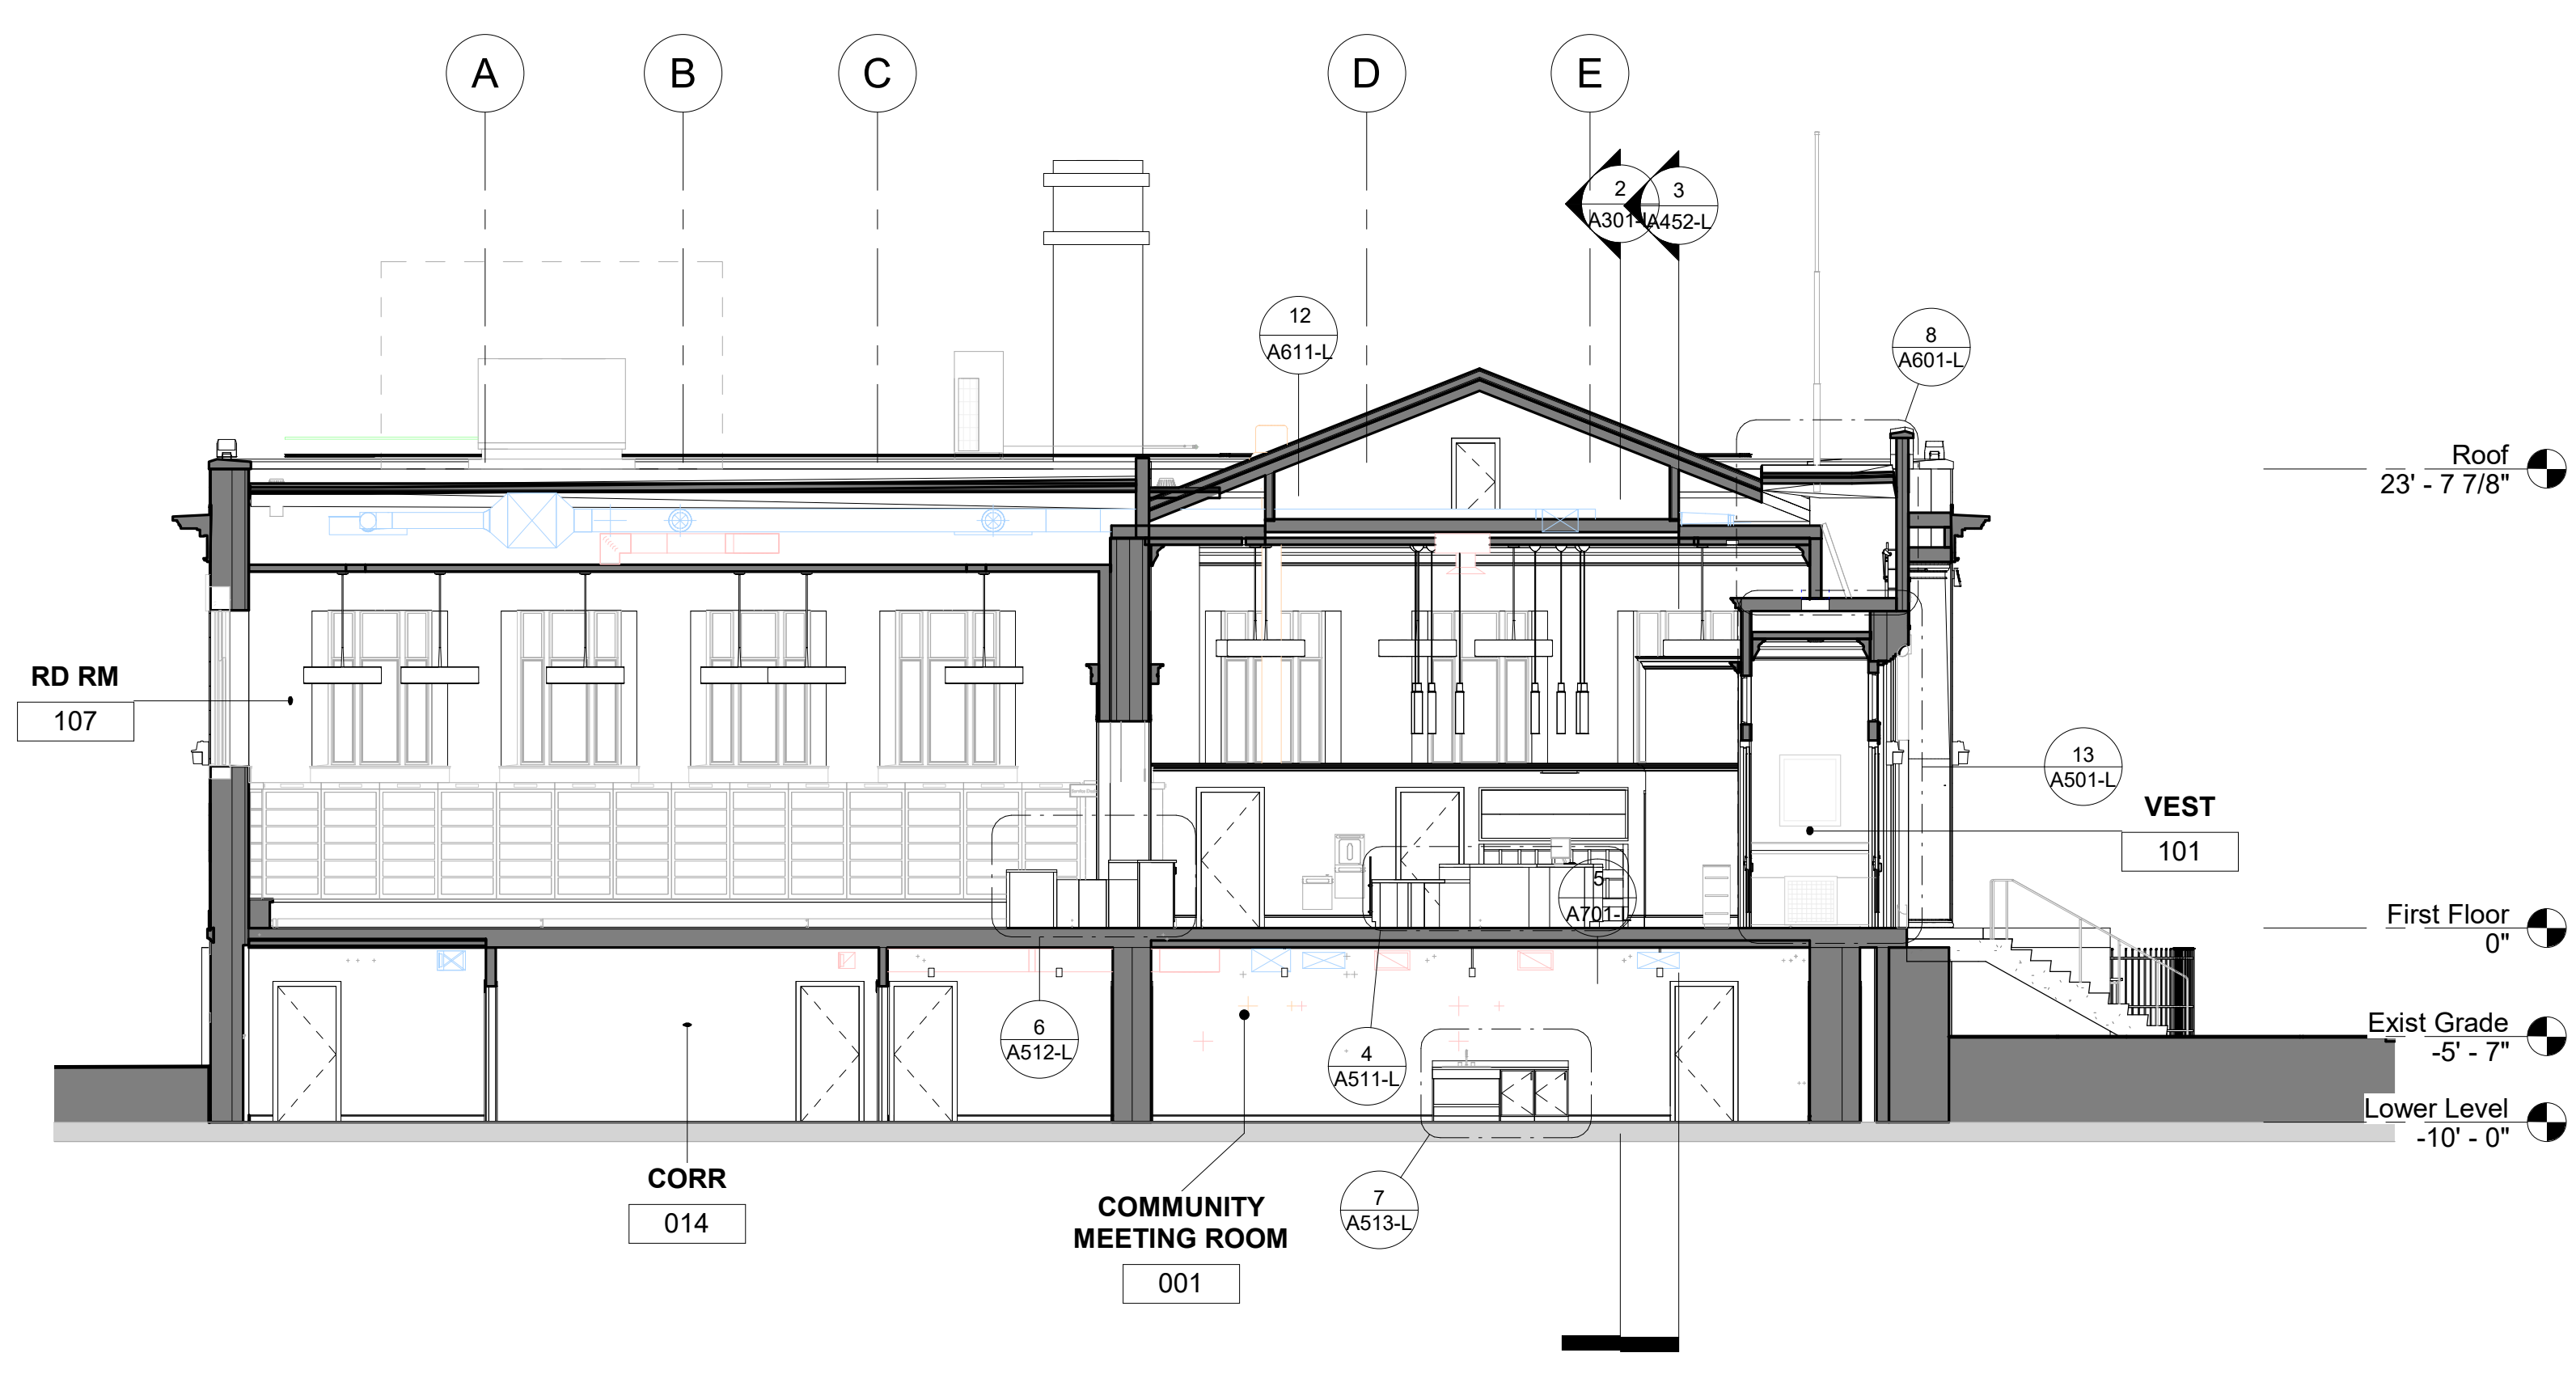 A
B
C
D
E
2
A301-L
3
A452-L
12
A611-L
8
A601-L
Roof
23' - 7 7/8"
RD RM
107
13
A501-L
VEST
101
5
A701-L
First Floor
0"
6
A512-L
4
A511-L
Exist Grade
-5' - 7"
Lower Level
-10' - 0"
CORR
014
COMMUNITY
MEETING ROOM
001
7
A513-L